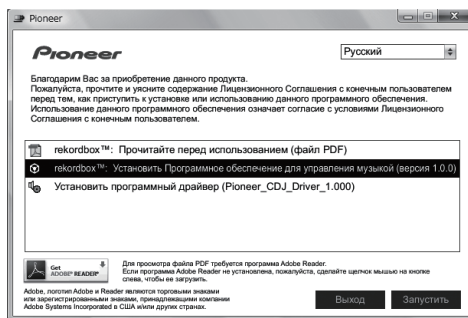 Pioneer
Pioneer
Русский
Благодарим Вас за приобретение данного продукта.
Пожалуйста, прочтите и уясните содержание Лицензионного Соглашения с конечным пользователем
перед тем, как приступить к установке или использованию данного программного обеспечения.
Использование данного программного обеспечения означает согласие с условиями Лицензионного
Соглашения с конечным пользователем.
rekordbox™: Прочитайте перед использованием (файл PDF)
rekordbox™: Установить Программное обеспечение для управления музыкой (версия 1.0.0)
Установить программный драйвер (Pioneer_CDJ_Driver_1.000)
Get
ADOBE® READER®
Для просмотра файла PDF требуется программа Adobe Reader.
Если программа Adobe Reader не установлена, пожалуйста, сделайте щелчок мышью на кнопке
слева, чтобы ее загрузить.
Adobe, логотип Adobe и Reader являются торговыми знаками
или зарегистрированными знаками, принадлежащими компании
Adobe Systems Incorporated в США и/или других странах.
Выход
Запустить